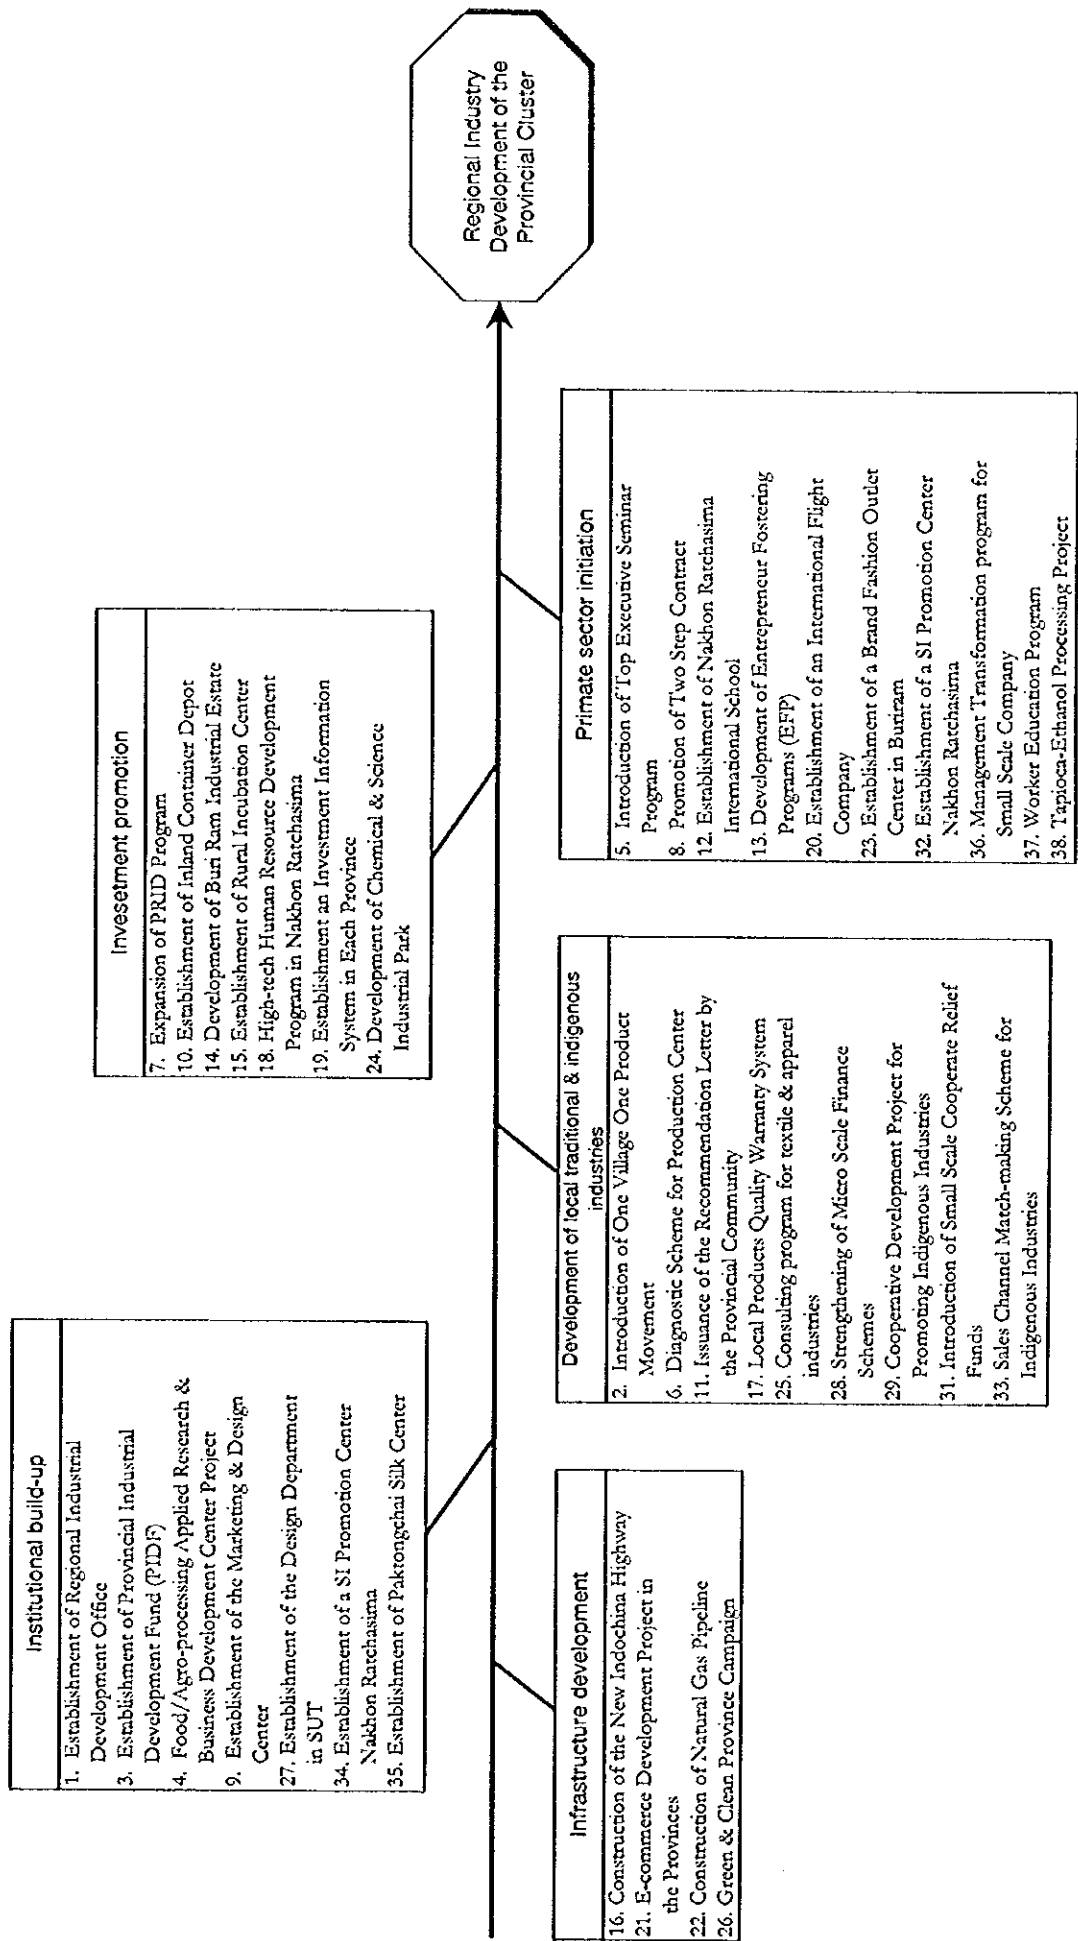 Institutional build-up
1. Establishment of Regional Industrial
Development Office
3. Establishment of Provincial Industrial
Development Fund (PIDF)
4. Food/Agro-processing Applied Research &
Business Development Center Project
9. Establishment of the Marketing & Design
Center
27. Establishment of the Design Department
in SUT
34. Establishment of a SI Promotion Center
Nakhon Ratchasima
35. Establishment of Paktongchai Silk Center
Invesetment promotion
7. Expansion of PRID Program
10. Establishment of Inland Container Depot
14. Development of Buri Ram Industrial Estate
15. Establishment of Rural Incubation Center
18. High-tech Human Resource Development
Program in Nakhon Ratchasima
19. Establishment an Investment Information
System in Each Province
24. Development of Chemical & Science
Industrial Park
Regional Industry
Development of the
Provincial Cluster
Infrastructure development
16. Construction of the New Indochina Highway
21. E-commerce Development Project in
the Provinces
22. Construction of Natural Gas Pipeline
26. Green & Clean Province Campaign
Development of local traditional & indigenous
industries
2. Introduction of One Village One Product
Movement
6. Diagnostic Scheme for Production Center
11. Issuance of the Recommendation Letter by
the Provincial Community
17. Local Products Quality Warranty System
25. Consulting program for textile & apparel
industries
28. Strengthening of Micro Scale Finance
Schemes
29. Cooperative Development Project for
Promoting Indigenous Industries
31. Introduction of Small Scale Cooperate Relief
Funds
33. Sales Channel Match-making Scheme for
Indigenous Industries
Primate sector initiation
5. Introduction of Top Executive Seminar
Program
8. Promotion of Two Step Contract
12. Establishment of Nakhon Ratchasima
International School
13. Development of Entrepreneur Fostering
Programs (EFP)
20. Establishment of an International Flight
Company
23. Establishment of a Brand Fashion Outlet
Center in Buriram
32. Establishment of a SI Promotion Center
Nakhon Ratchasima
36. Management Transformation program for
Small Scale Company
37. Worker Education Program
38. Tapioca-Ethanol Processing Project